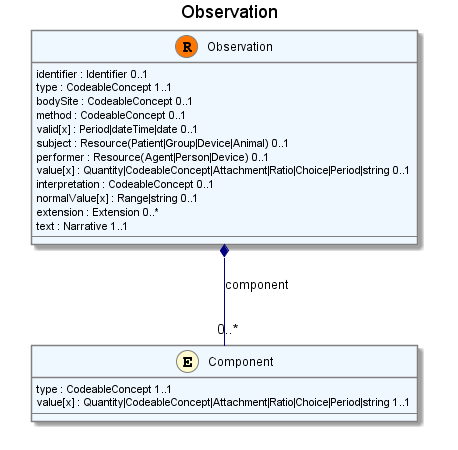 Observation
R Observation
identifier : Identifier 0..1
type : CodeableConcept 1..1
bodySite : CodeableConcept 0..1
method : CodeableConcept 0..1
valid[x] : Period|dateTime|date 0..1
subject : Resource(Patient|Group|Device|Animal) 0..1
performer : Resource(Agent|Person|Device) 0..1
value[x] : Quantity|CodeableConcept|Attachment|Ratio|Choice|Period|string 0..1
interpretation : CodeableConcept 0..1
normalValue[x] : Range|string 0..1
extension : Extension 0..*
text : Narrative 1..1
component
0..*
E Component
type : CodeableConcept 1..1
value[x] : Quantity|CodeableConcept|Attachment|Ratio|Choice|Period|string 1..1